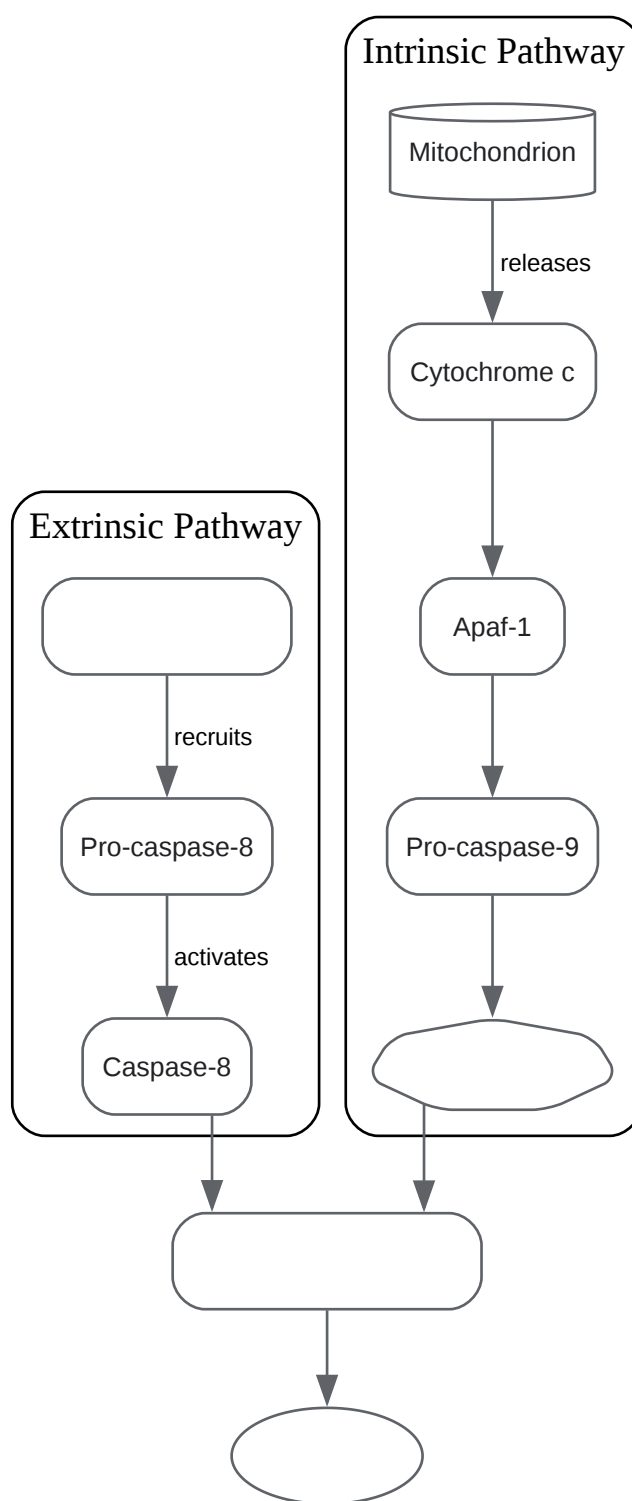 Intrinsic Pathway
Mitochondrion
releases
Cytochrome c
Extrinsic Pathway
Apaf-1
recruits
Pro-caspase-8
Pro-caspase-9
activates
Caspase-8